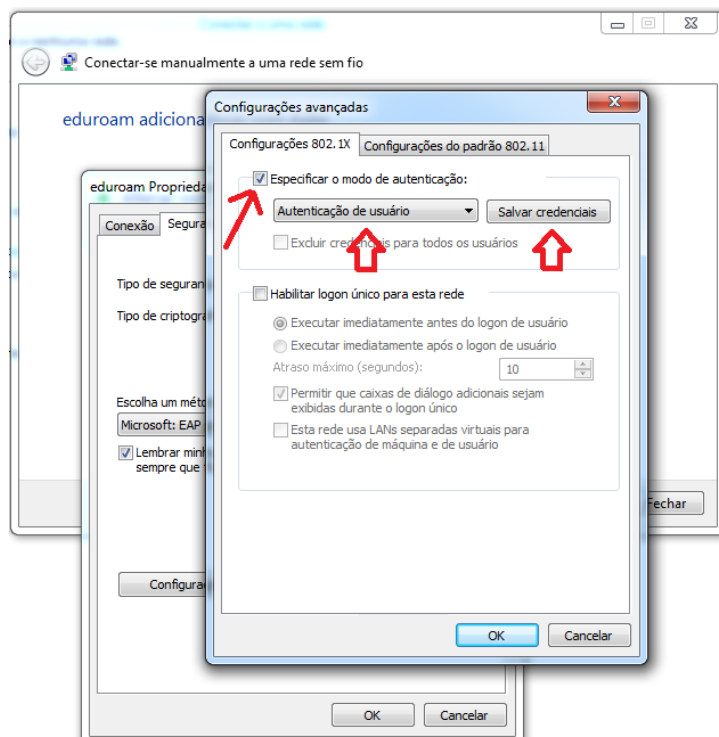 Conectar-se manualmente a uma rede sem fio
eduroam adiciona
Configurações avançadas
Configurações 802.1X
Configurações do padrão 802.11
eduroam Proprieda
Especificar o modo de autenticação:
Conexão
Segura
Autenticação de usuário
Salvar credenciais
Excluir credenciais para todos os usuários
Tipo de seguran
Habilitar logon único para esta rede
Tipo de criptogra
Executar imediatamente antes do logon de usuário
Executar imediatamente após o logon de usuário
Atraso máximo (segundos):
10
Escolha um méto
Permitir que caixas de diálogo adicionais sejam
exibidas durante o logon único
Microsoft: EAP
Esta rede usa LANs separadas virtuais para
autenticação de máquina e de usuário
Lembrar minh
sempre que
Fechar
Configura
OK
Cancelar
OK
Cancelar